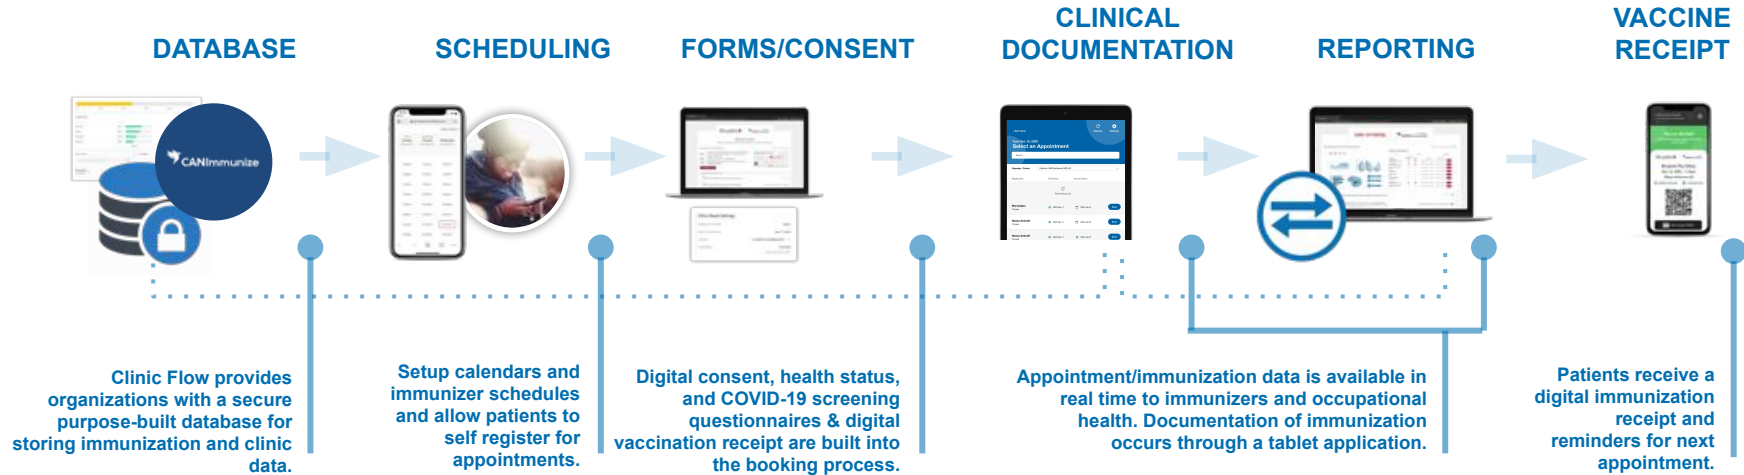 DATABASE
SCHEDULING
FORMS/CONSENT
CLINICAL
DOCUMENTATION
REPORTING
VACCINE
RECEIPT
CANImmunize
Select an Appointment
Clinic Flow provides
organizations with a secure
purpose-built database for
storing immunization and clinic
data.
Setup calendars and
immunizer schedules
and allow patients to
self register for
appointments.
Digital consent, health status,
and COVID-19 screening
questionnaires & digital
vaccination receipt are built into
the booking process.
Appointment/immunization data is available in
real time to immunizers and occupational
health. Documentation of immunization
occurs through a tablet application.
Patients receive a
digital immunization
receipt and
reminders for next
appointment.